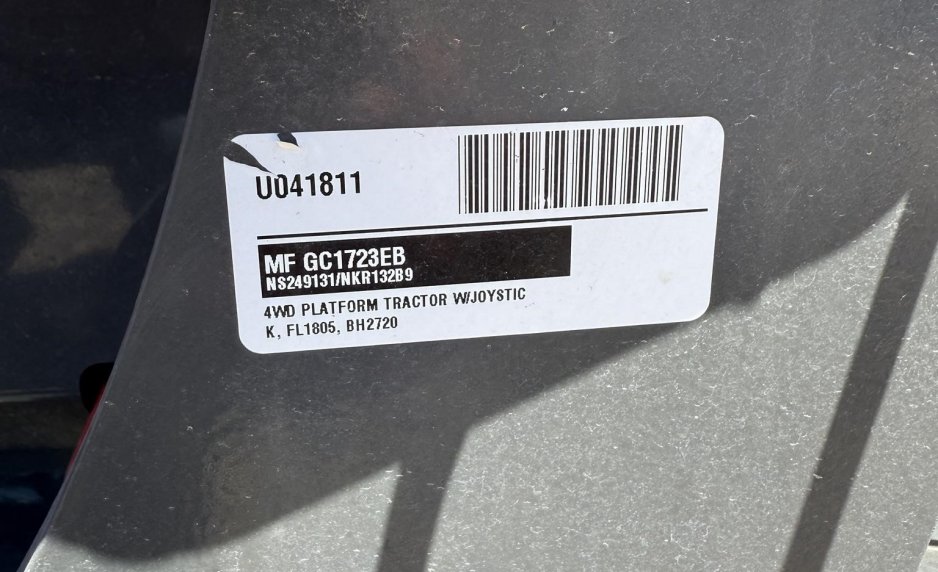 U041811
MF GC1723EB
NS249131/NKR132B9
4WD PLATFORM TRACTOR W/JOYSTIC
K, FL1805, BH2720